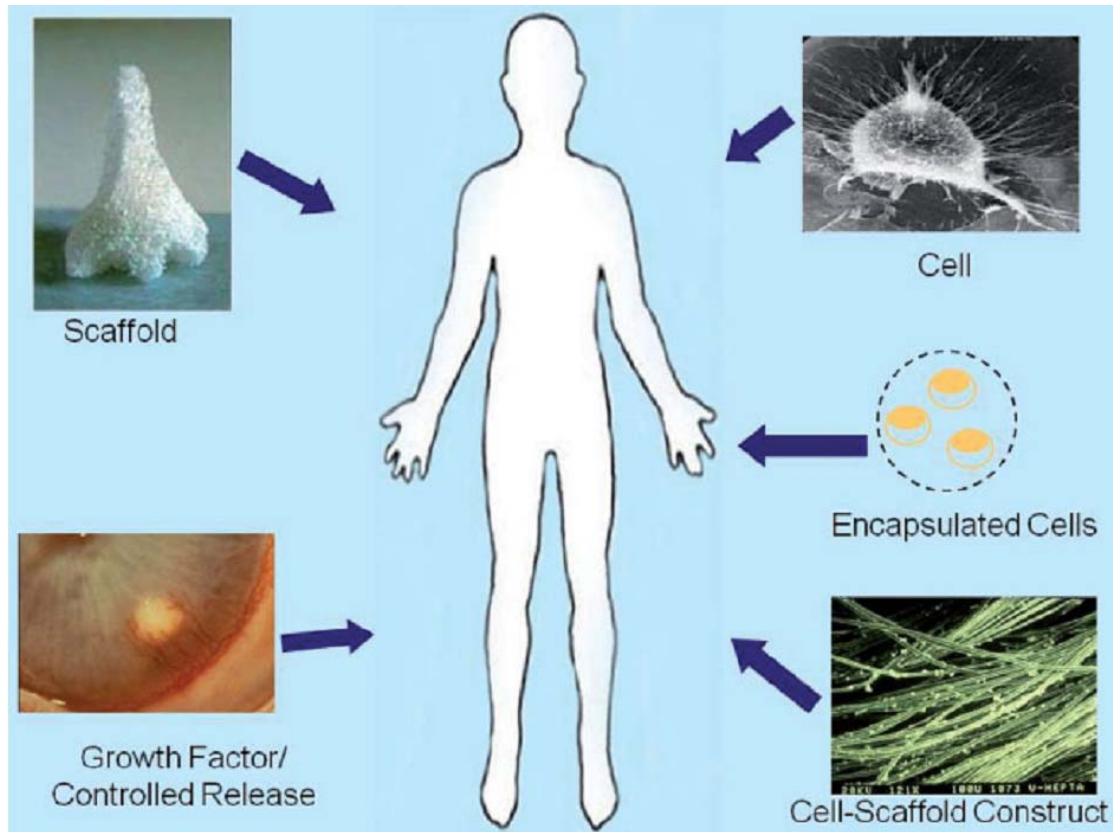 Scaffold
Cell
Encapsulated Cells
Growth Factor/
Controlled Release
Cell-Scaffold Construct